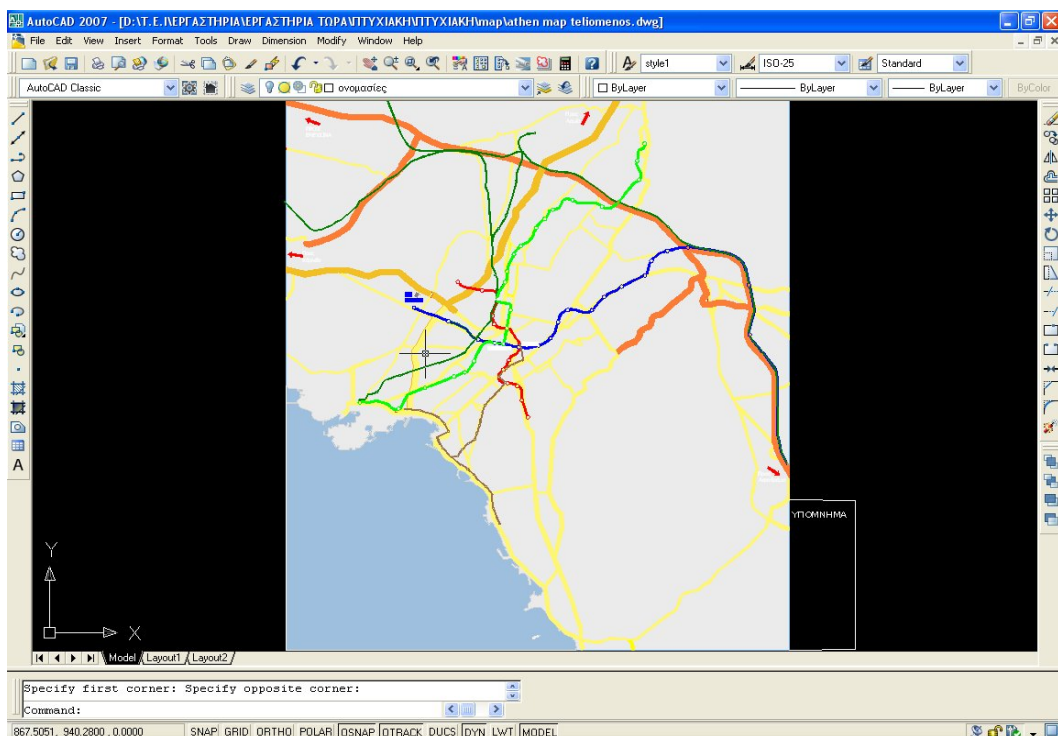 AutoCAD 2007 - [D:\Τ.Ε.Ι\ΕΡΓΑΣΤΗΡΙΑ\ΕΡΓΑΣΤΗΡΙΑ ΤΩΡΑ\ΠΤΥΧΙΑΚΗ\ΠΤΥΧΙΑΚΗ\map\athen map teliomenos.dwg]
File Edit View Insert Format Tools Draw Dimension Modify Window Help
style1 ISO-25 Standard
AutoCAD Classic ονομασίες ByLayer ByLayer ByLayer ByColor
ΥΠΟΜΝΗΜΑ
Y
X
Model Layout1 Layout2
Specify first corner: Specify opposite corner:
Command:
867.5051, 940.2800 , 0.0000 SNAP GRID ORTHO POLAR OSNAP OTRACK DUCS DYN LWT MODEL